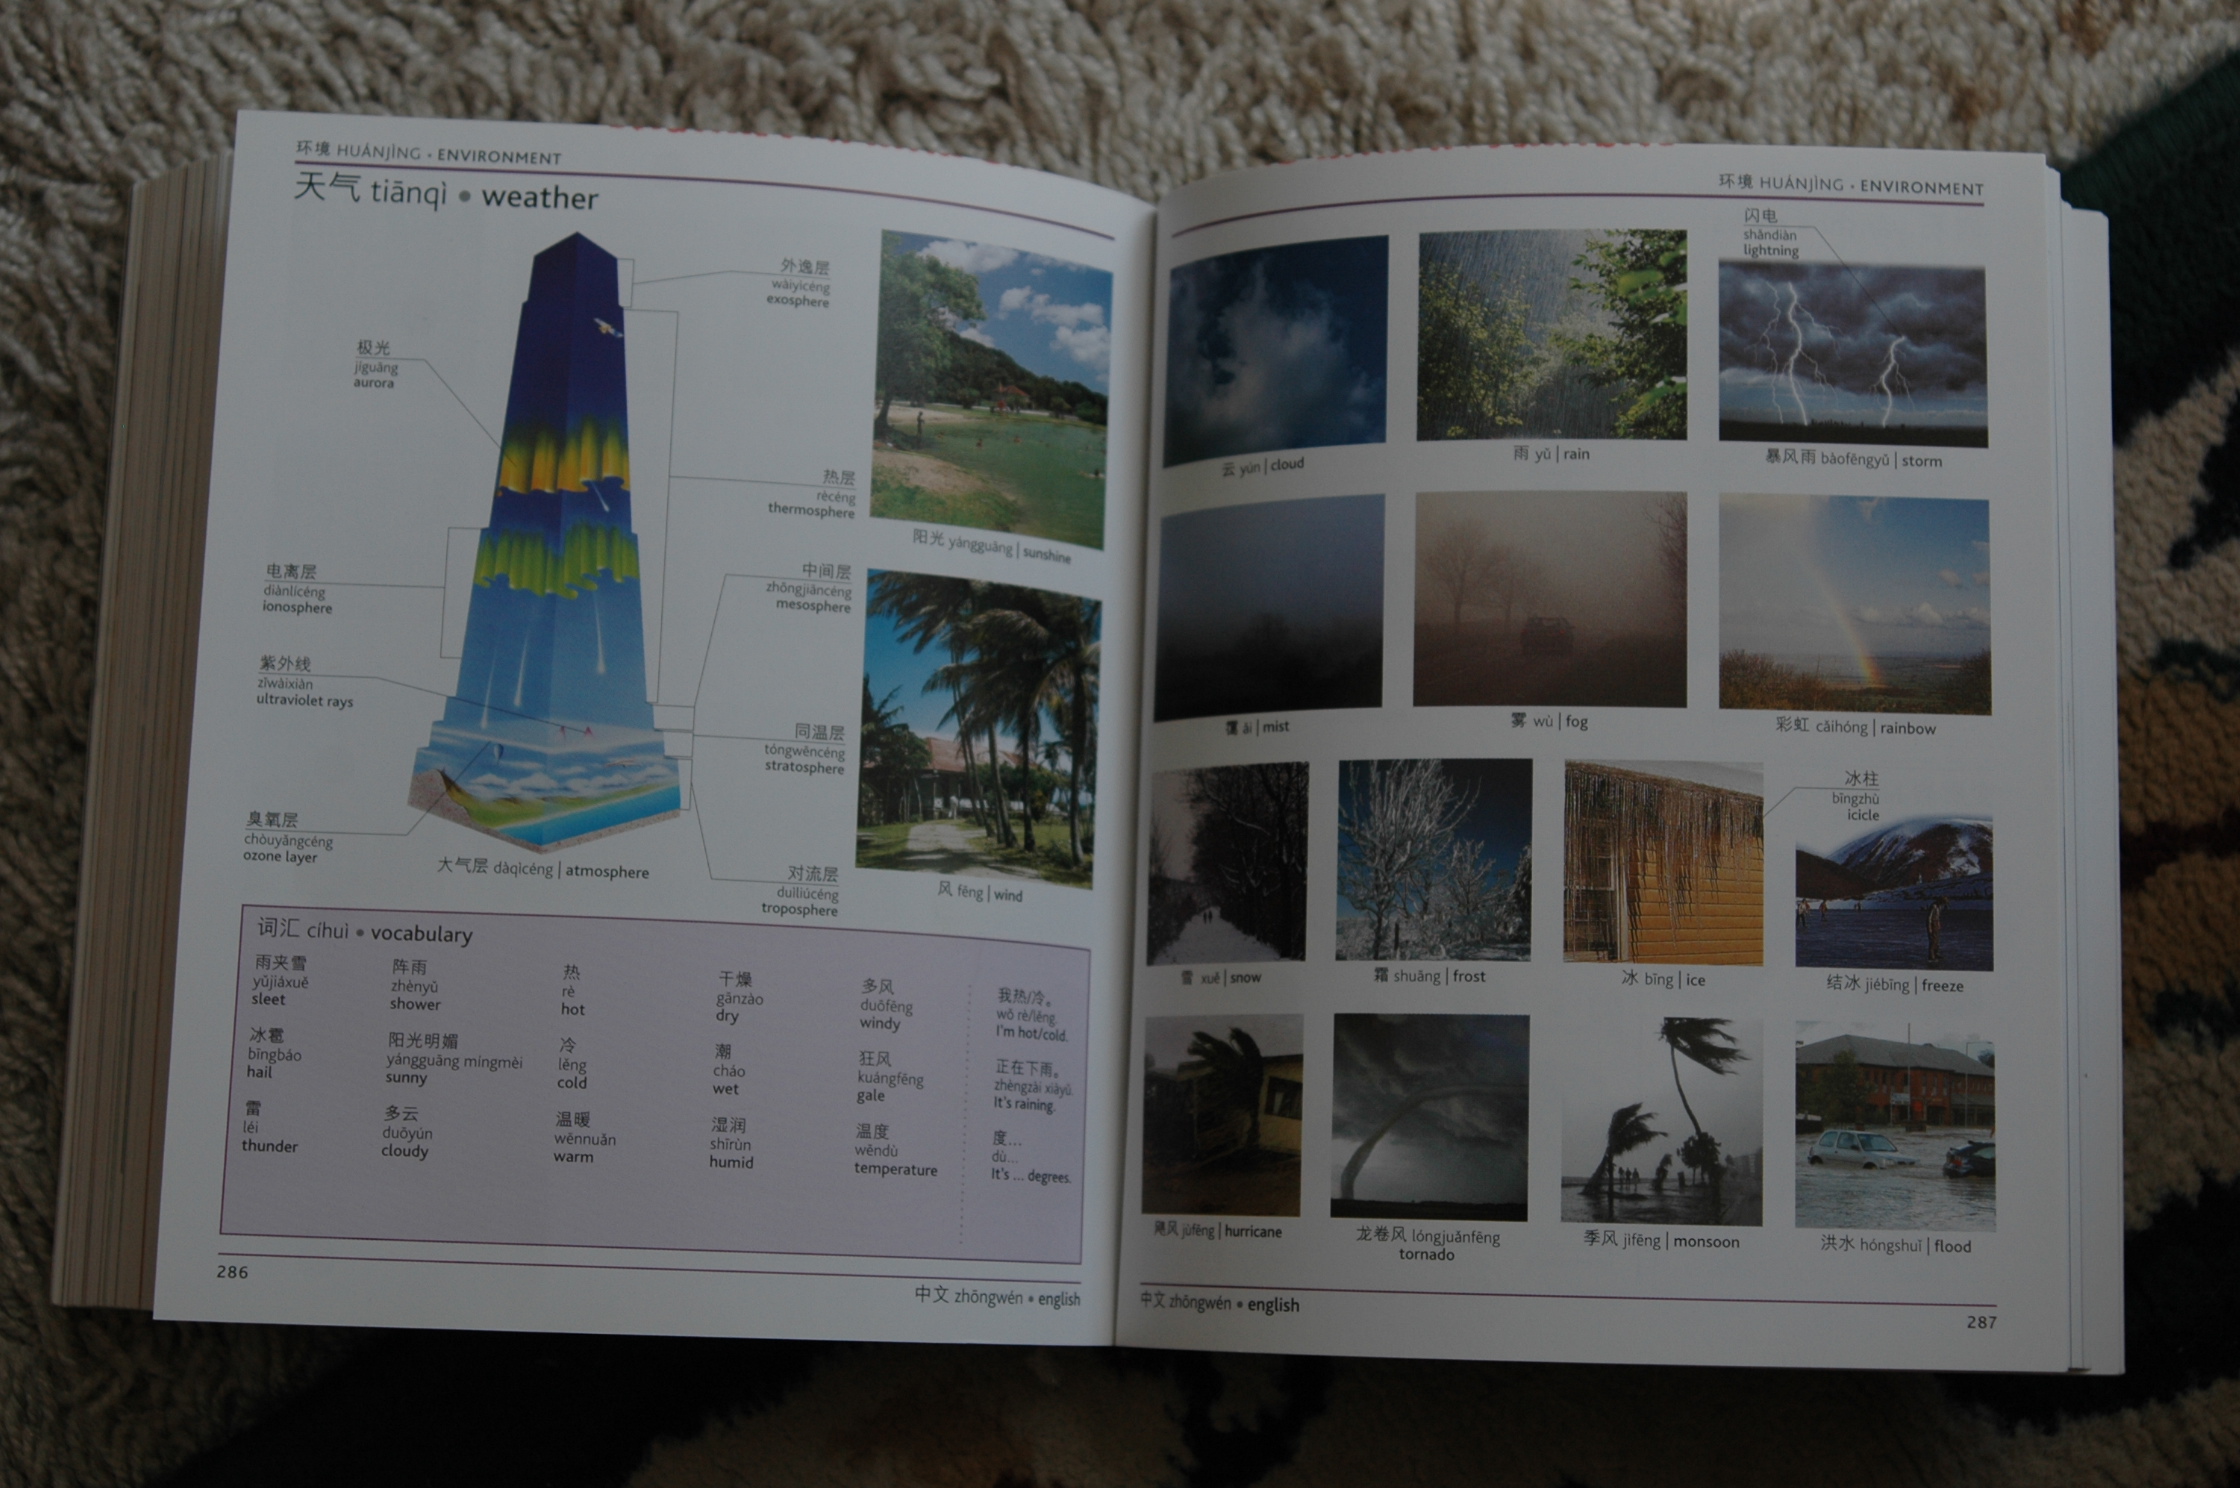 环境 HUÁNJÌNG • ENVIRONMENT
天气 tiānqì • weather
外逸层
wàiyìcéng
exosphere
热层
rècéng
thermosphere
中间层
zhōngjiāncéng
mesosphere
同温层
tóngwēncéng
stratosphere
对流层
duìliúcéng
troposphere
极光
jíguāng
aurora
电离层
diànlícéng
ionosphere
紫外线
zǐwàixiàn
ultraviolet rays
臭氧层
chòuyǎngcéng
ozone layer
大气层 dàqìcéng | atmosphere
阳光 yángguāng | sunshine
风 fēng | wind
词汇 cíhuì • vocabulary
雨夹雪
yǔjiáxuě
sleet
冰雹
bīngbáo
hail
雷
léi
thunder
阵雨
zhènyǔ
shower
阳光明媚
yángguāng míngmèi
sunny
多云
duōyún
cloudy
热
rè
hot
冷
lěng
cold
温暖
wēnnuǎn
warm
干燥
gānzào
dry
潮
cháo
wet
湿润
shīrùn
humid
多风
duōfēng
windy
狂风
kuángfēng
gale
温度
wēndù
temperature
我热/冷。
wǒ rè/lěng.
I'm hot/cold.
正在下雨。
zhèngzài xiàyǔ.
It's raining.
度....
dù...
It's ... degrees.
286
中文 zhōngwén • english
环境 HUÁNJÌNG • ENVIRONMENT
云 yún | cloud
雨 yǔ | rain
闪电
shǎndiàn
lightning
暴风雨 bàofēngyǔ | storm
霭 ǎi | mist
雾 wù | fog
彩虹 cǎihóng | rainbow
雪 xuě | snow
霜 shuāng | frost
冰 bīng | ice
冰柱
bīngzhù
icicle
结冰 jiébīng | freeze
飓风 jùfēng | hurricane
龙卷风 lóngjuǎnfēng
tornado
季风 jìfēng | monsoon
洪水 hóngshuǐ | flood
中文 zhōngwén • english
287